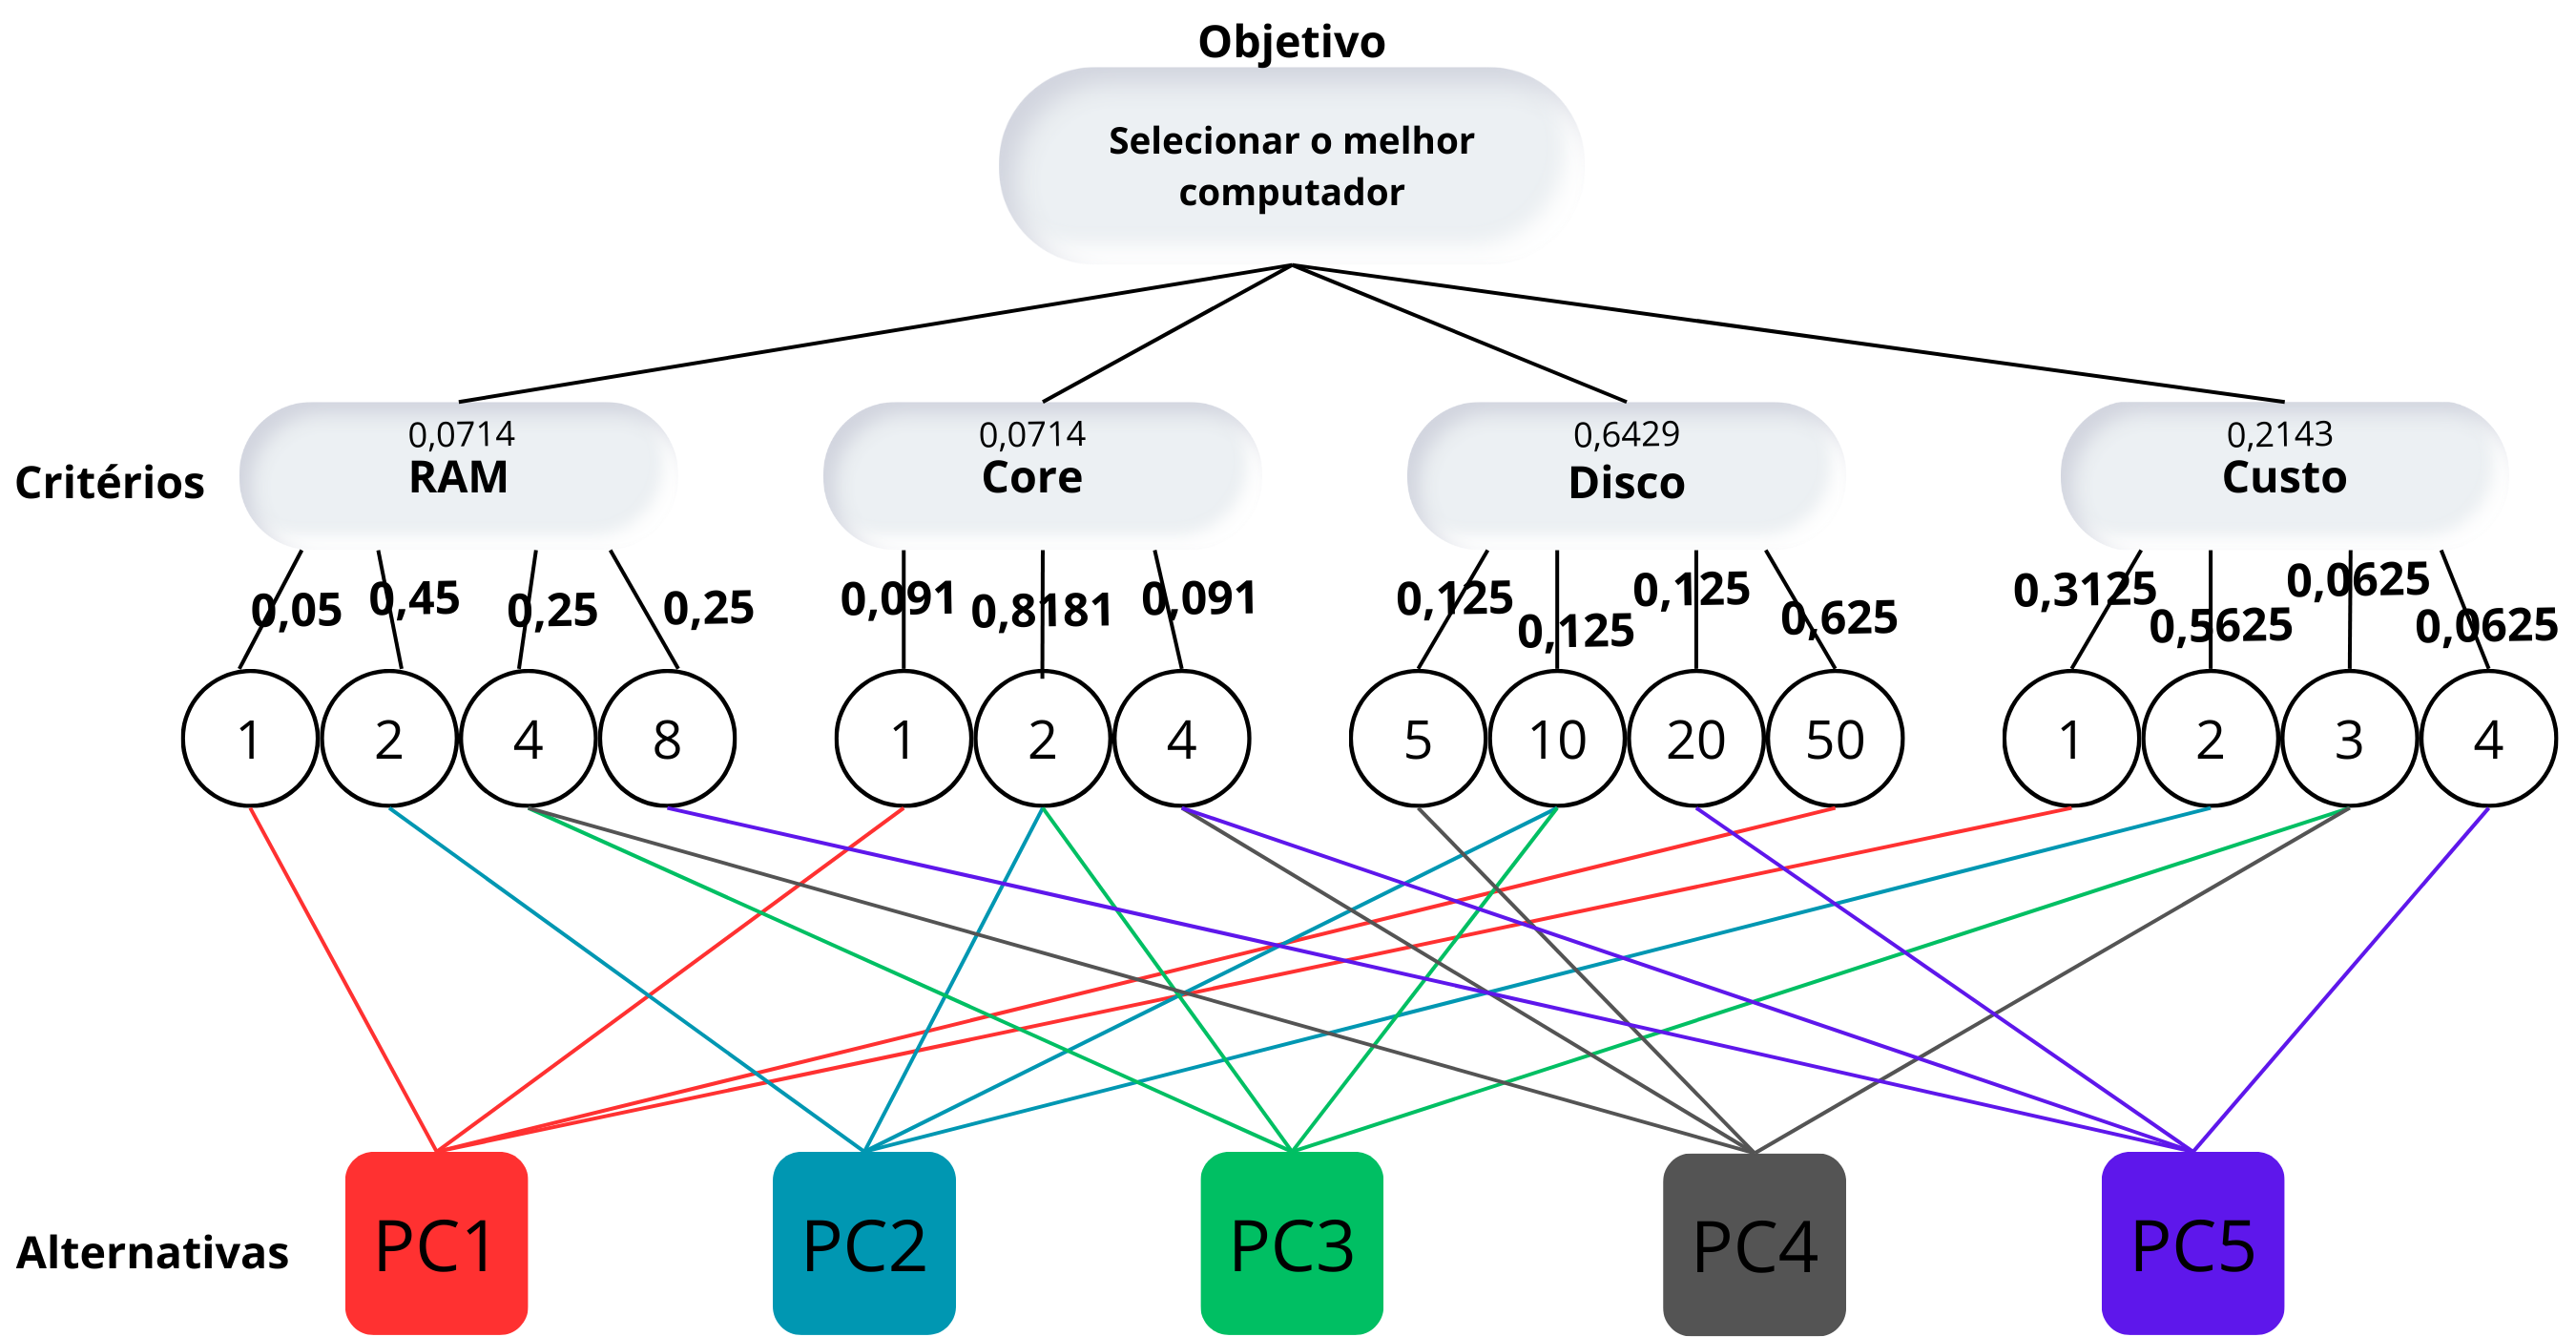 Objetivo
Selecionar o melhor
computador
Critérios
0,0714
RAM
0,0714
Core
0,6429
Disco
0,2143
Custo
0,05
0,45
0,25
0,25
0,091
0,8181
0,091
0,125
0,125
0,125
0,625
0,3125
0,5625
0,0625
0,0625
1
2
4
8
1
2
4
5
10
20
50
1
2
3
4
Alternativas
PC1
PC2
PC3
PC4
PC5